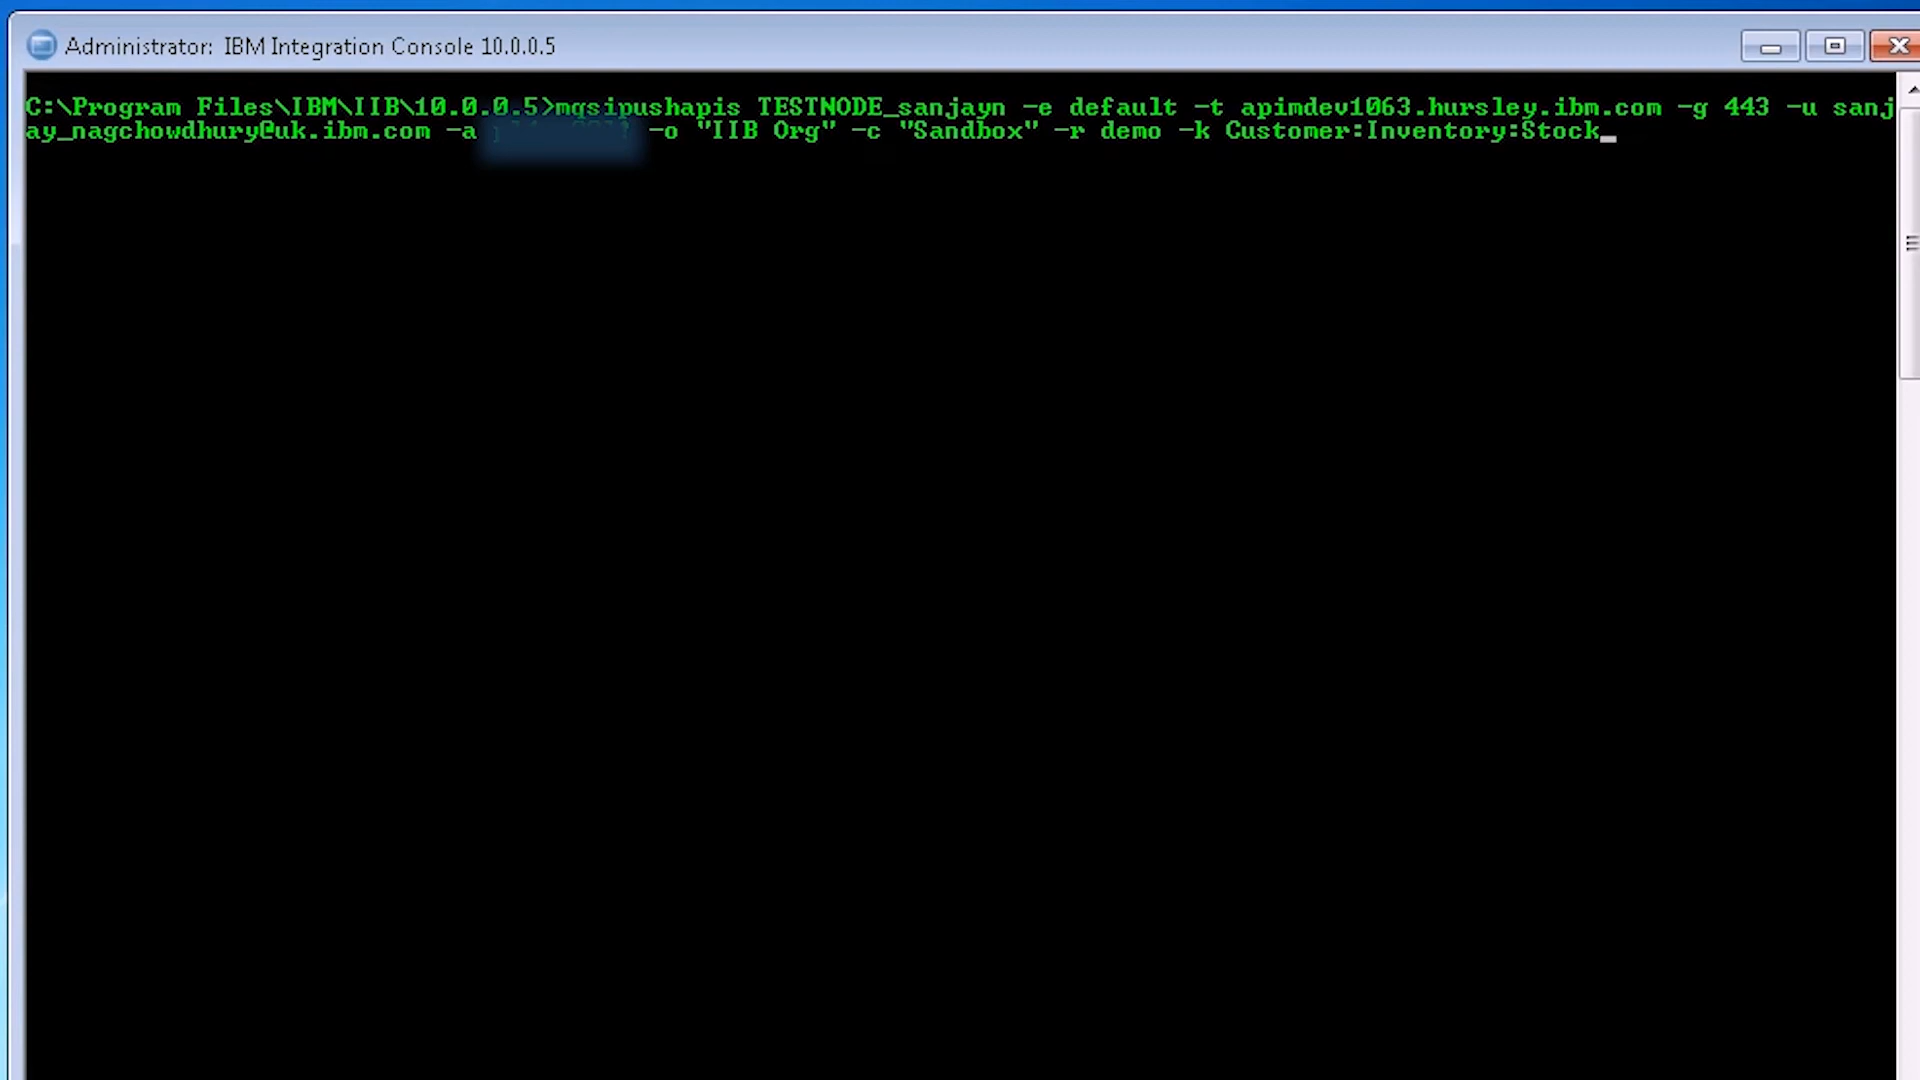 Administrator: IBM Integration Console 10.0.0.5
C:\Program Files\IBM\IIB\10.0.0.5>mqsipushapis TESTNODE_sanjayn -e default -t apimdev1063.hursley.ibm.com -g 443 -u sanj
ay_nagchowdhury@uk.ibm.com -a -o "IIB Org" -c "Sandbox" -r demo -k Customer:Inventory:Stock_